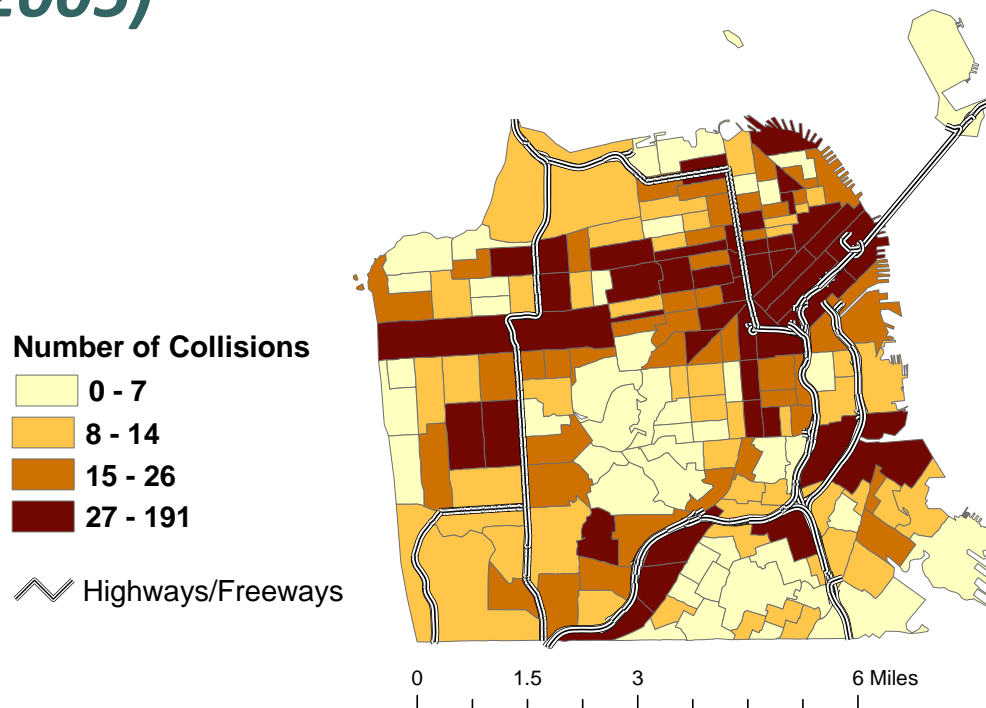 2005)
Number of Collisions
0 - 7
8 - 14
15 - 26
27 - 191
Highways/Freeways
0 1.5 3 6 Miles